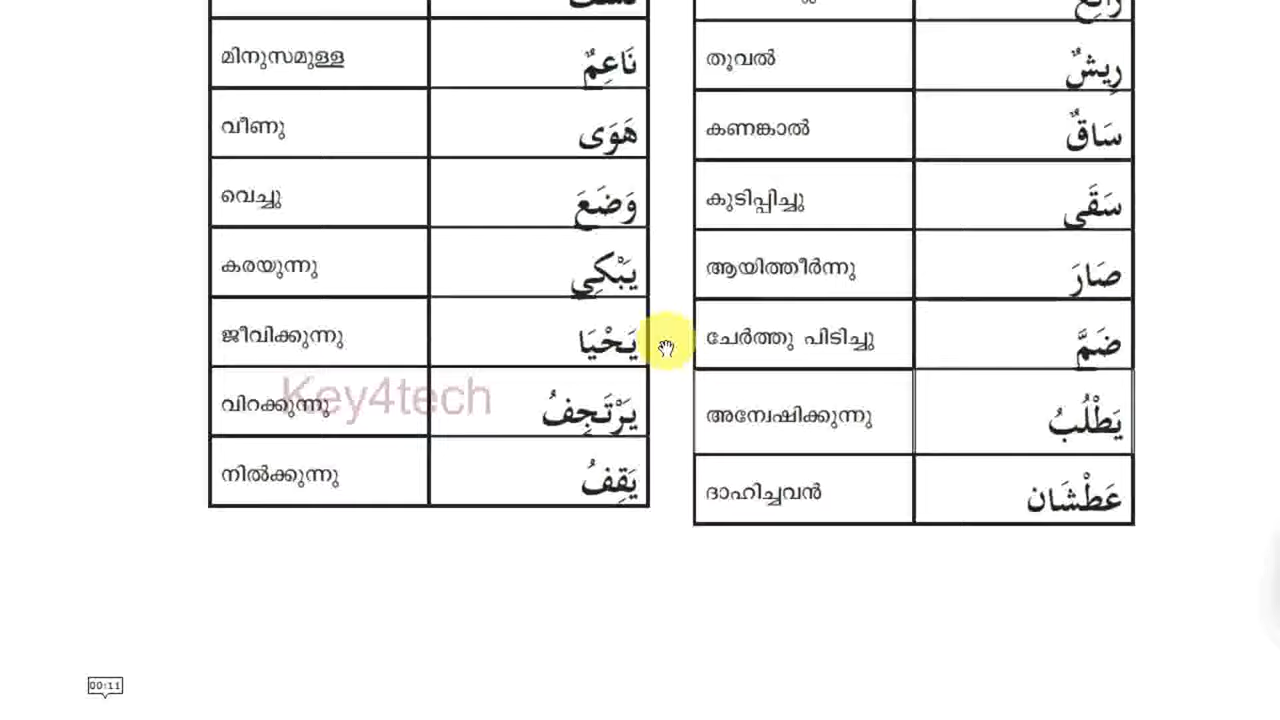 മിനുസമുള്ള نَاعِمٌ
വീണു هَوَى
വെച്ചു وَضَعَ
കരയുന്നു يَبْكِي
ജീവിക്കുന്നു يَحْيَا
വിറക്കുന്നു يَرْتَجِفُ
Key4tech
നിൽക്കുന്നു يَقِفُ
തൂവൽ رِيشٌ
കണങ്കാൽ سَاقٌ
കുടിപ്പിച്ചു سَقَى
ആയിത്തീർന്നു صَارَ
ചേർത്തു പിടിച്ചു ضَمَّ
അന്വേഷിക്കുന്നു يَطْلُبُ
ദാഹിച്ചവൻ عَطْشَان
00:11